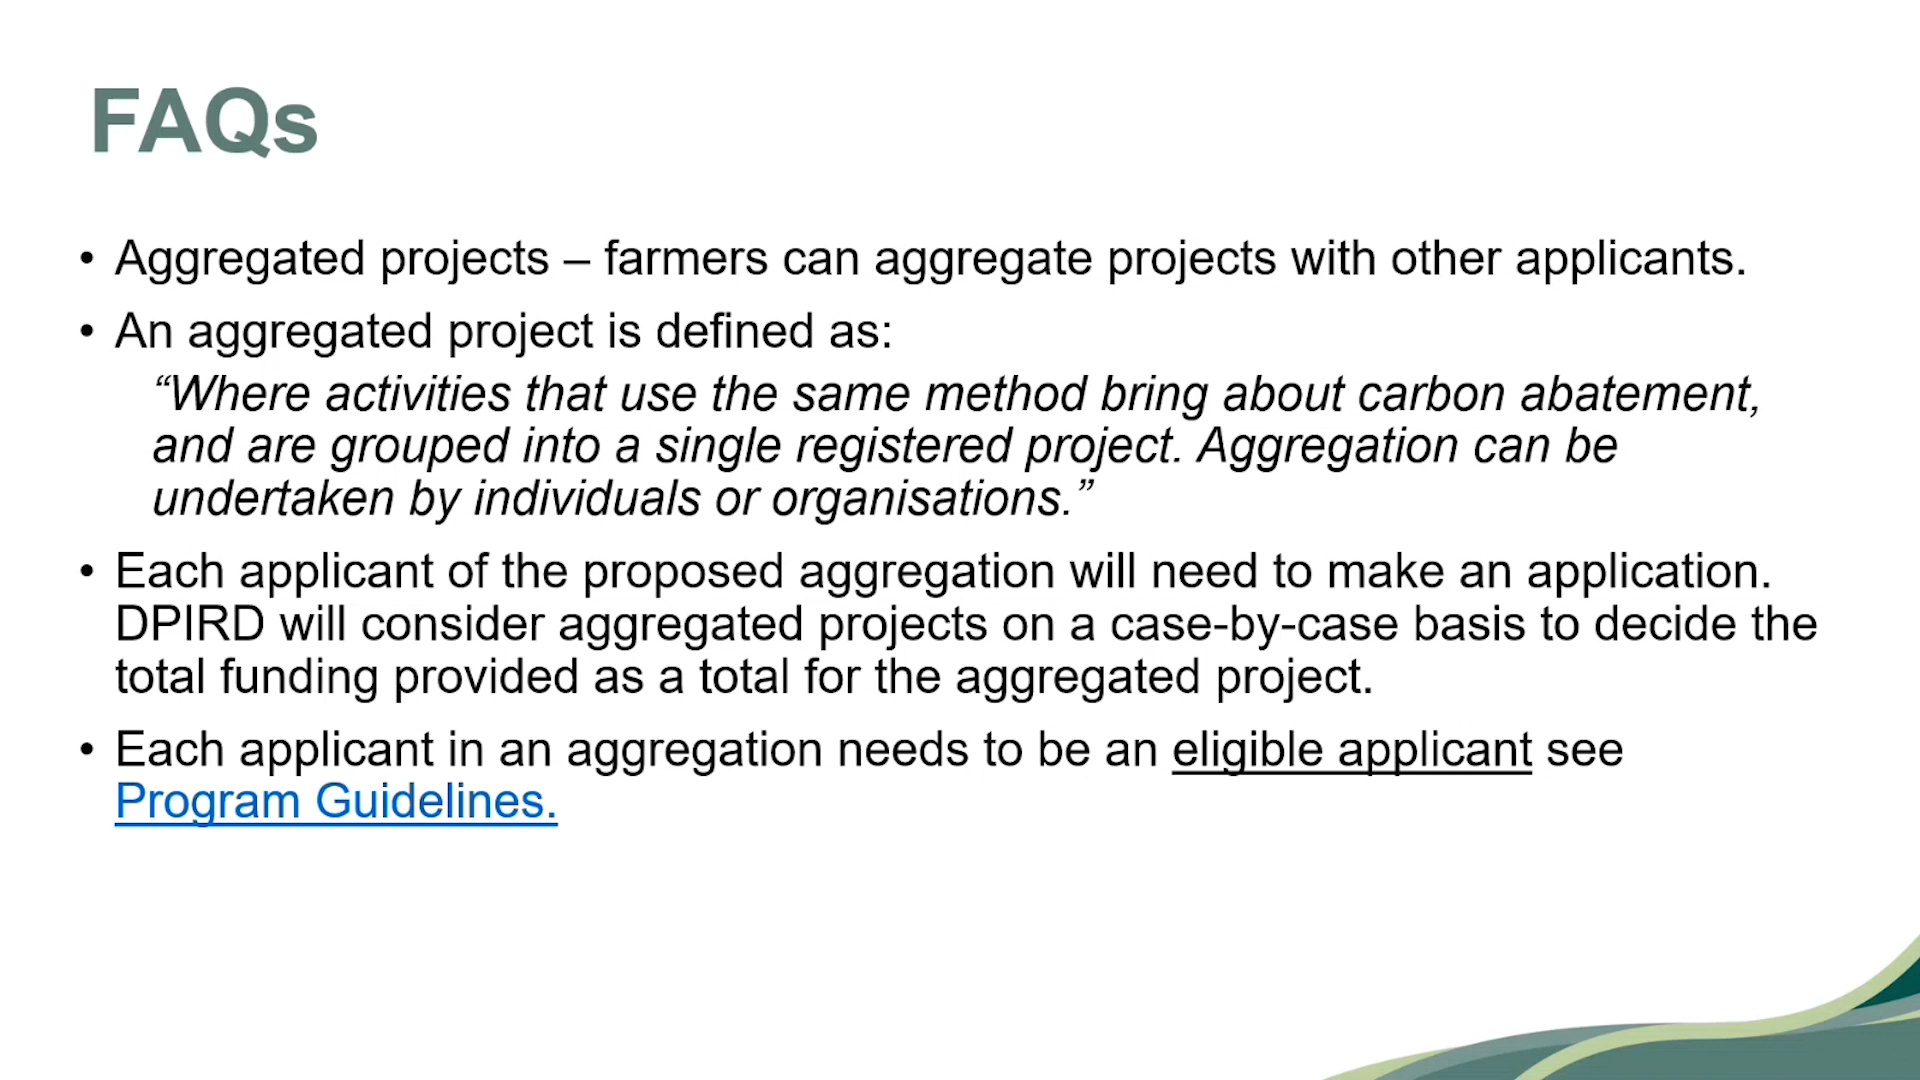 FAQs
• Aggregated projects – farmers can aggregate projects with other applicants.
• An aggregated project is defined as:
“Where activities that use the same method bring about carbon abatement,
and are grouped into a single registered project. Aggregation can be
undertaken by individuals or organisations.”
• Each applicant of the proposed aggregation will need to make an application.
DPIRD will consider aggregated projects on a case-by-case basis to decide the
total funding provided as a total for the aggregated project.
• Each applicant in an aggregation needs to be an eligible applicant see
Program Guidelines.